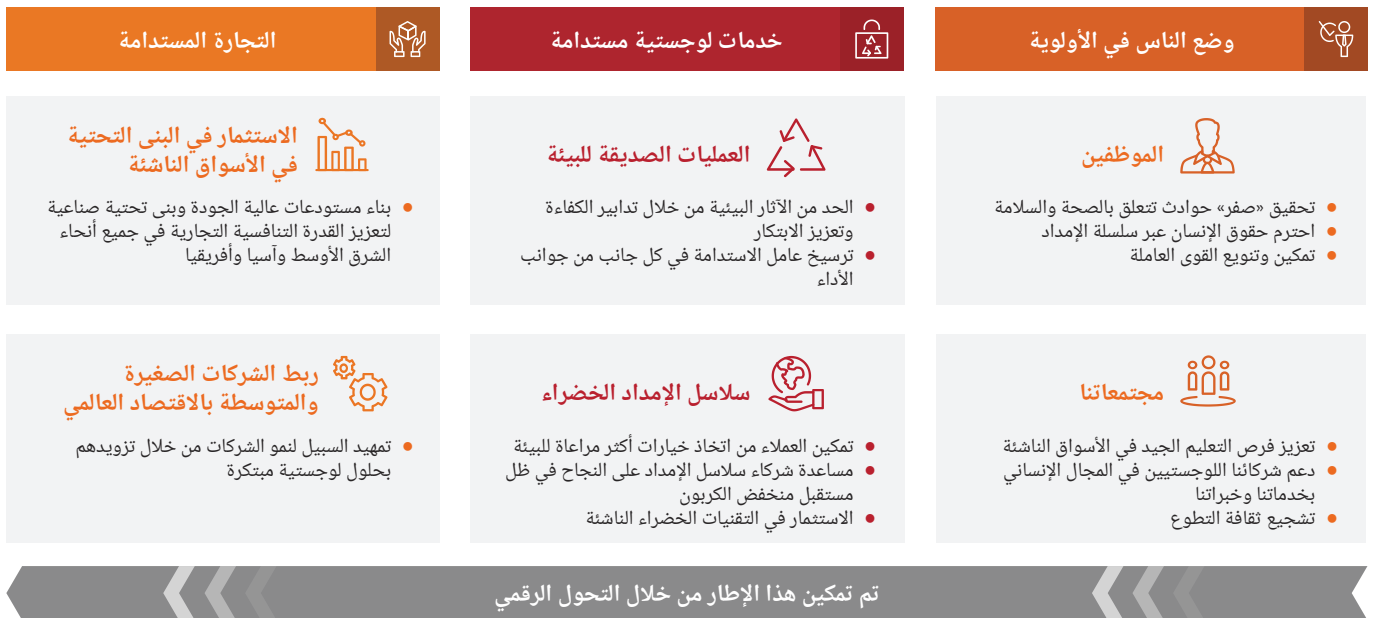 وضع الناس في الأولوية
الموظفين
تحقيق «صفر» حوادث تتعلق بالصحة والسلامة
احترم حقوق الإنسان عبر سلسلة الإمداد
تمكين وتنويع القوى العاملة
مجتمعاتنا
تعزيز فرص التعليم الجيد في الأسواق الناشئة
دعم شركائنا اللوجستيين في المجال الإنساني
بخدماتنا وخبراتنا
تشجيع ثقافة التطوع
خدمات لوجستية مستدامة
العمليات الصديقة للبيئة
الحد من الآثار البيئية من خلال تدابير الكفاءة
وتعزيز الابتكار
ترسيخ عامل الاستدامة في كل جانب من جوانب
الأداء
سلاسل الإمداد الخضراء
تمكين العملاء من اتخاذ خيارات أكثر مراعاة للبيئة
مساعدة شركاء سلاسل الإمداد على النجاح في ظل
مستقبل منخفض الكربون
الاستثمار في التقنيات الخضراء الناشئة
التجارة المستدامة
الاستثمار في البنى التحتية
في الأسواق الناشئة
بناء مستودعات عالية الجودة وبنى تحتية صناعية
لتعزيز القدرة التنافسية التجارية في جميع أنحاء
الشرق الأوسط وآسيا وأفريقيا
ربط الشركات الصغيرة
والمتوسطة بالاقتصاد العالمي
تمهيد السبيل لنمو الشركات من خلال تزويدهم
بحلول لوجستية مبتكرة
تم تمكين هذا الإطار من خلال التحول الرقمي